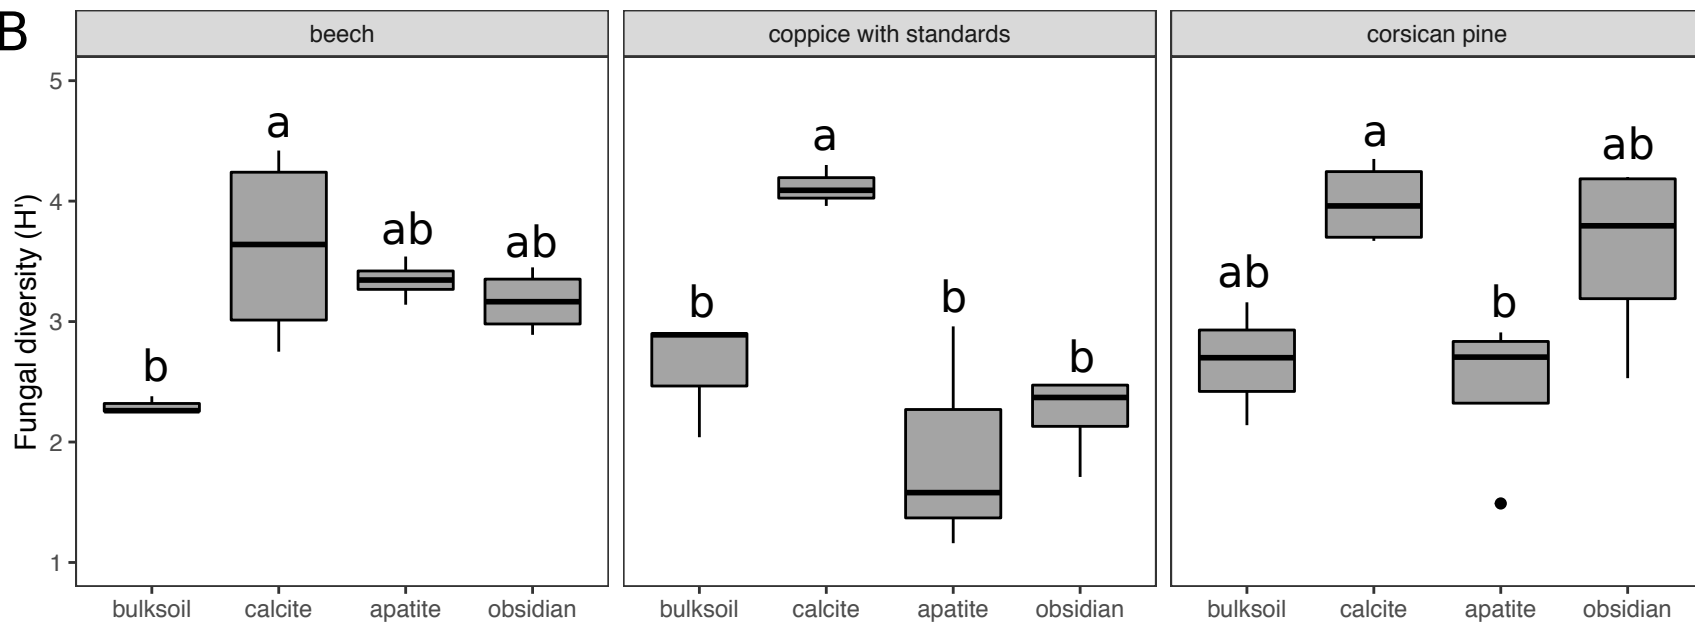 B
beech
coppice with standards
corsican pine
Fungal diversity (H')
5
4
3
2
1
b
a
ab
ab
b
a
b
b
ab
a
b
ab
bulksoil calcite apatite obsidian
bulksoil calcite apatite obsidian
bulksoil calcite apatite obsidian